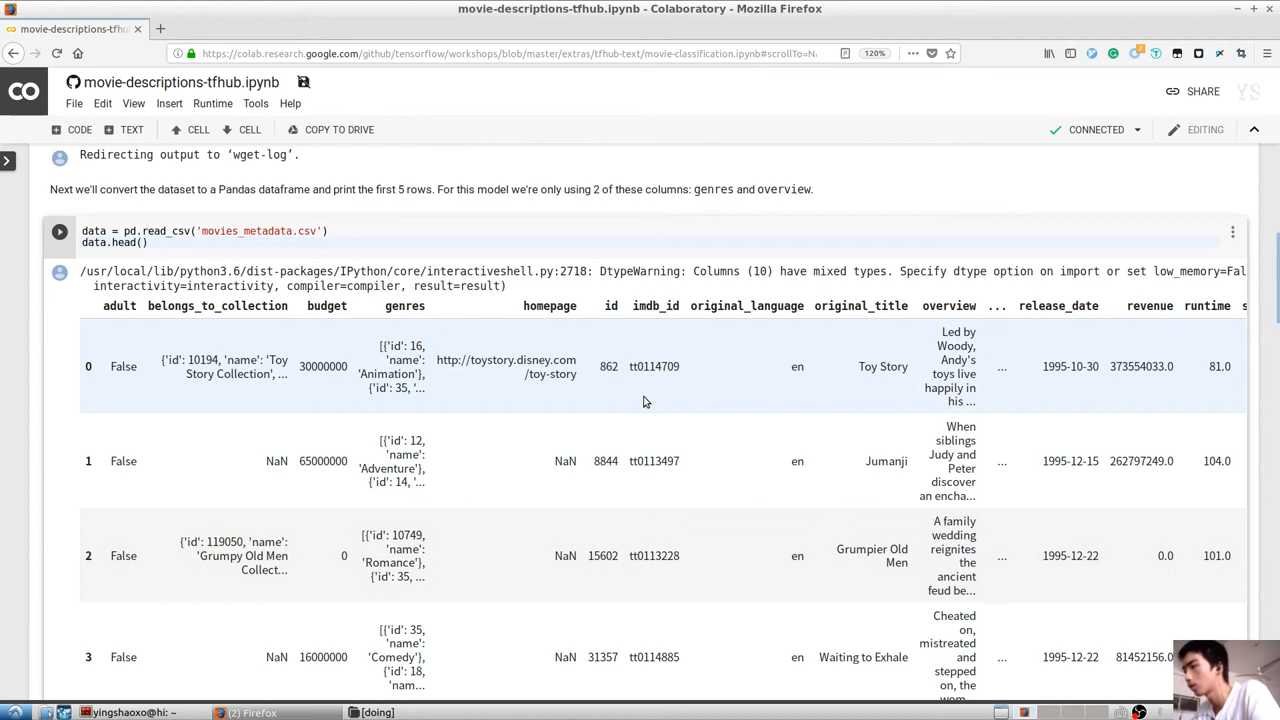 movie-descriptions-tfhub.ipynb - Colaboratory - Mozilla Firefox
movie-descriptions-tfhu
https://colab.research.google.com/github/tensorflow/workshops/blob/master/extras/tfhub-text/movie-classification.ipynb#scrollTo=N
120%
2
CO
movie-descriptions-tfhub.ipynb
SHARE
YS
File Edit View Insert Runtime Tools Help
CODE TEXT CELL CELL COPY TO DRIVE
CONNECTED
EDITING
Redirecting output to ‘wget-log’.
Next we'll convert the dataset to a Pandas dataframe and print the first 5 rows. For this model we're only using 2 of these columns: genres and overview.
data = pd.read_csv('movies_metadata.csv')
data.head()
/usr/local/lib/python3.6/dist-packages/IPython/core/interactiveshell.py:2718: DtypeWarning: Columns (10) have mixed types. Specify dtype option on import or set low_memory=Fal
interactivity=interactivity, compiler=compiler, result=result)
adult belongs_to_collection budget genres homepage id imdb_id original_language original_title overview ... release_date revenue runtime s
0 False
{'id': 10194, 'name': 'Toy
Story Collection', ...
30000000
[{'id': 16,
'name':
'Animation'},
{'id': 35, '...
http://toystory.disney.com
/toy-story
862 tt0114709 en Toy Story
Led by
Woody,
Andy's
toys live
happily in
his ...
... 1995-10-30 373554033.0 81.0
1 False NaN 65000000
[{'id': 12,
'name':
'Adventure'},
{'id': 14, '...
NaN 8844 tt0113497 en Jumanji
When
siblings
Judy and
Peter
discover
an encha...
... 1995-12-15 262797249.0 104.0
2 False
{'id': 119050, 'name':
'Grumpy Old Men
Collect...
0
[{'id': 10749,
'name':
'Romance'},
{'id': 35, ...
NaN 15602 tt0113228 en
Grumpier Old
Men
A family
wedding
reignites
the
ancient
feud be...
... 1995-12-22 0.0 101.0
3 False NaN 16000000
[{'id': 35,
'name':
'Comedy'},
{'id': 18,
'nam...
NaN 31357 tt0114885 en Waiting to Exhale
Cheated
on,
mistreated
and
stepped
on, the
... 1995-12-22 81452156.0
yingshaoxo@hi: ~
(2) Firefox
[doing]